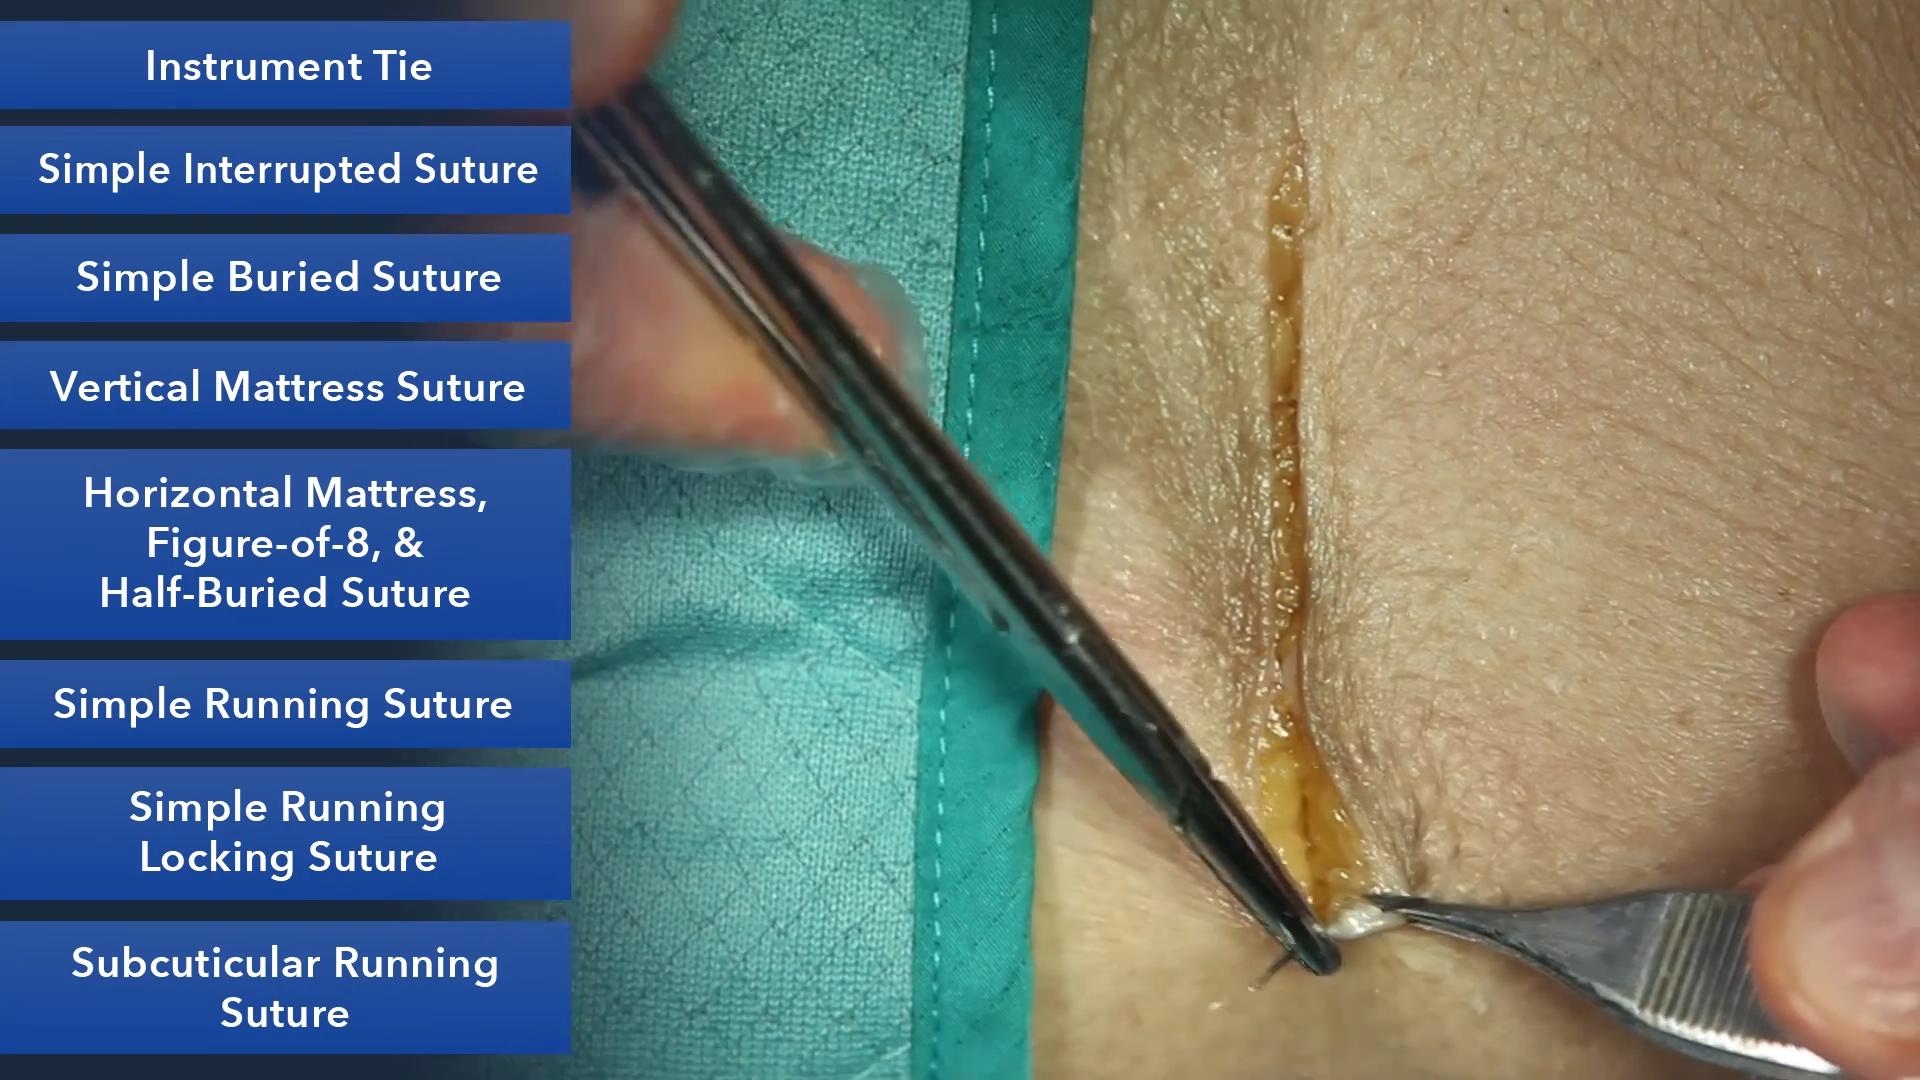 Instrument Tie
Simple Interrupted Suture
Simple Buried Suture
Vertical Mattress Suture
Horizontal Mattress,
Figure-of-8, &
Half-Buried Suture
Simple Running Suture
Simple Running
Locking Suture
Subcuticular Running
Suture